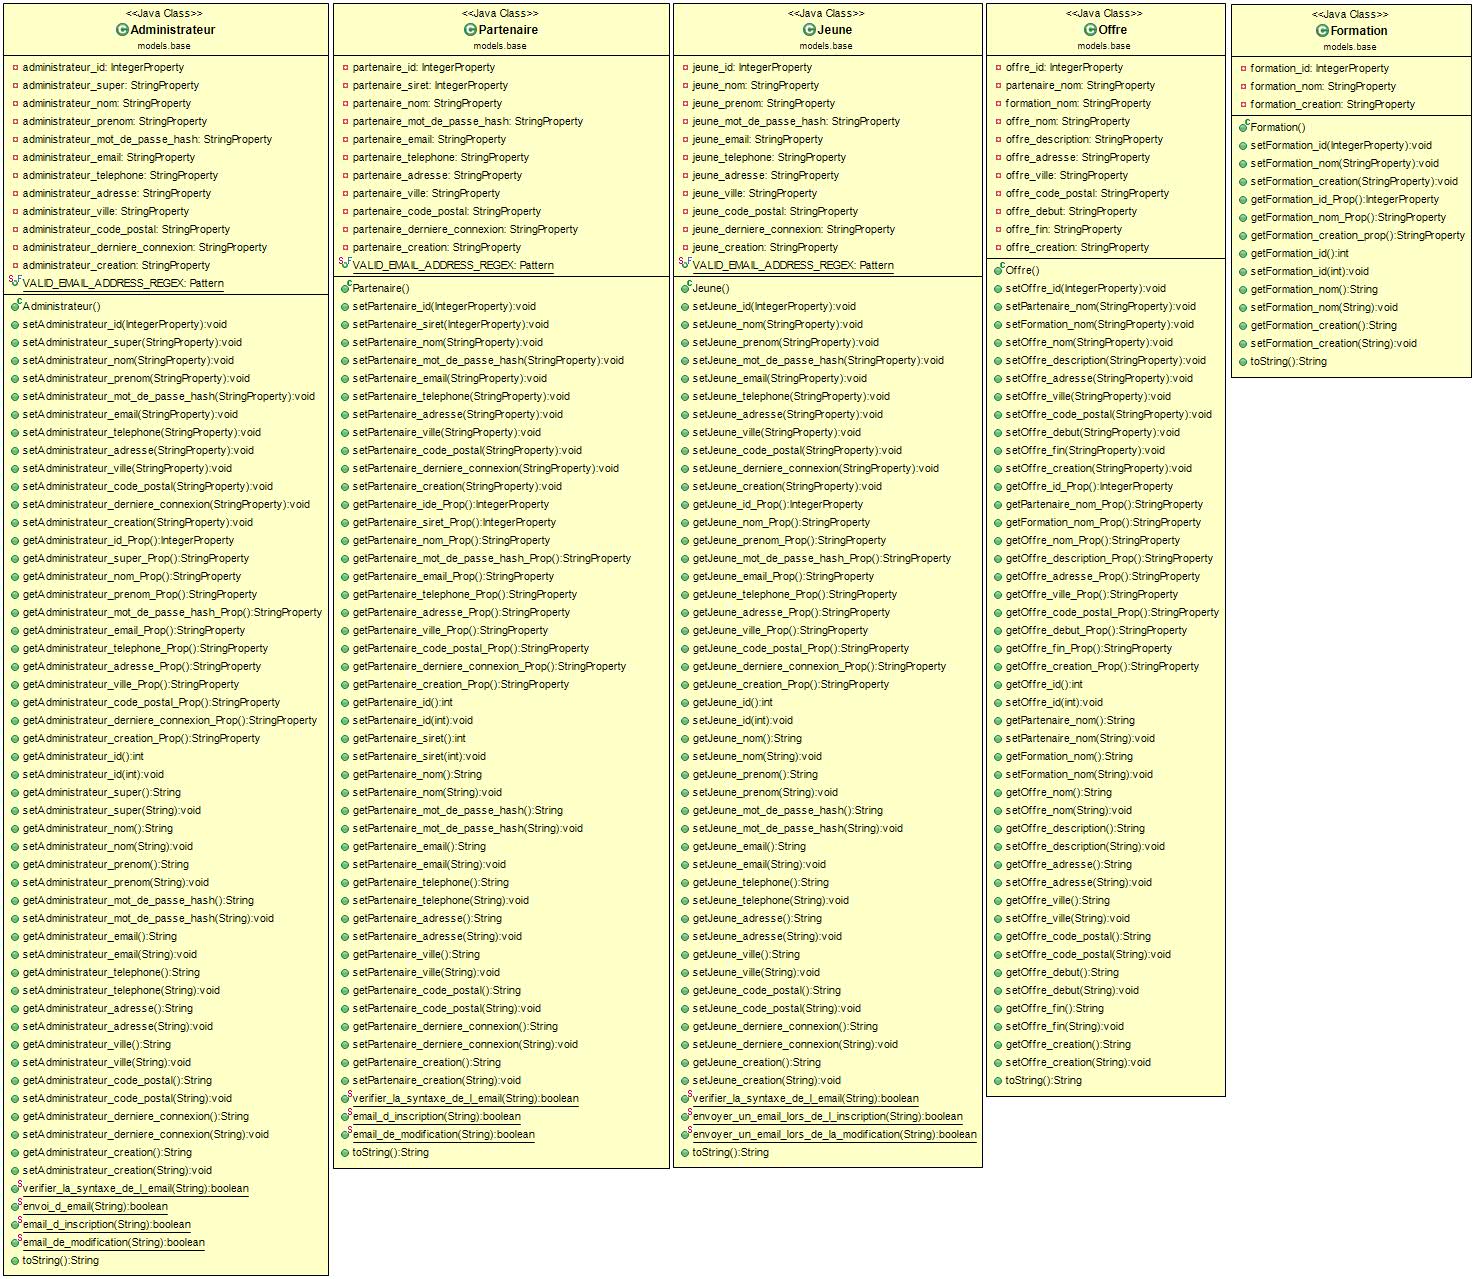 <<Java Class>>
Administrateur
models.base
administrateur_id: IntegerProperty
administrateur_super: StringProperty
administrateur_nom: StringProperty
administrateur_prenom: StringProperty
administrateur_mot_de_passe_hash: StringProperty
administrateur_email: StringProperty
administrateur_telephone: StringProperty
administrateur_adresse: StringProperty
administrateur_ville: StringProperty
administrateur_code_postal: StringProperty
administrateur_derniere_connexion: StringProperty
administrateur_creation: StringProperty
VALID_EMAIL_ADDRESS_REGEX: Pattern
Administrateur()
setAdministrateur_id(IntegerProperty):void
setAdministrateur_super(StringProperty):void
setAdministrateur_nom(StringProperty):void
setAdministrateur_prenom(StringProperty):void
setAdministrateur_mot_de_passe_hash(StringProperty):void
setAdministrateur_email(StringProperty):void
setAdministrateur_telephone(StringProperty):void
setAdministrateur_adresse(StringProperty):void
setAdministrateur_ville(StringProperty):void
setAdministrateur_code_postal(StringProperty):void
setAdministrateur_derniere_connexion(StringProperty):void
setAdministrateur_creation(StringProperty):void
getAdministrateur_id_Prop():IntegerProperty
getAdministrateur_super_Prop():StringProperty
getAdministrateur_nom_Prop():StringProperty
getAdministrateur_prenom_Prop():StringProperty
getAdministrateur_mot_de_passe_hash_Prop():StringProperty
getAdministrateur_email_Prop():StringProperty
getAdministrateur_telephone_Prop():StringProperty
getAdministrateur_adresse_Prop():StringProperty
getAdministrateur_ville_Prop():StringProperty
getAdministrateur_code_postal_Prop():StringProperty
getAdministrateur_derniere_connexion_Prop():StringProperty
getAdministrateur_creation_Prop():StringProperty
getAdministrateur_id():int
setAdministrateur_id(int):void
getAdministrateur_super():String
setAdministrateur_super(String):void
getAdministrateur_nom():String
setAdministrateur_nom(String):void
getAdministrateur_prenom():String
setAdministrateur_prenom(String):void
getAdministrateur_mot_de_passe_hash():String
setAdministrateur_mot_de_passe_hash(String):void
getAdministrateur_email():String
setAdministrateur_email(String):void
getAdministrateur_telephone():String
setAdministrateur_telephone(String):void
getAdministrateur_adresse():String
setAdministrateur_adresse(String):void
getAdministrateur_ville():String
setAdministrateur_ville(String):void
getAdministrateur_code_postal():String
setAdministrateur_code_postal(String):void
getAdministrateur_derniere_connexion():String
setAdministrateur_derniere_connexion(String):void
getAdministrateur_creation():String
setAdministrateur_creation(String):void
verifier_la_syntaxe_de_l_email(String):boolean
envoi_d_email(String):boolean
email_d_inscription(String):boolean
email_de_modification(String):boolean
toString():String
<<Java Class>>
Partenaire
models.base
partenaire_id: IntegerProperty
partenaire_siret: IntegerProperty
partenaire_nom: StringProperty
partenaire_mot_de_passe_hash: StringProperty
partenaire_email: StringProperty
partenaire_telephone: StringProperty
partenaire_adresse: StringProperty
partenaire_ville: StringProperty
partenaire_code_postal: StringProperty
partenaire_derniere_connexion: StringProperty
partenaire_creation: StringProperty
VALID_EMAIL_ADDRESS_REGEX: Pattern
Partenaire()
setPartenaire_id(IntegerProperty):void
setPartenaire_siret(IntegerProperty):void
setPartenaire_nom(StringProperty):void
setPartenaire_mot_de_passe_hash(StringProperty):void
setPartenaire_email(StringProperty):void
setPartenaire_telephone(StringProperty):void
setPartenaire_adresse(StringProperty):void
setPartenaire_ville(StringProperty):void
setPartenaire_code_postal(StringProperty):void
setPartenaire_derniere_connexion(StringProperty):void
setPartenaire_creation(StringProperty):void
getPartenaire_ide_Prop():IntegerProperty
getPartenaire_siret_Prop():IntegerProperty
getPartenaire_nom_Prop():StringProperty
getPartenaire_mot_de_passe_hash_Prop():StringProperty
getPartenaire_email_Prop():StringProperty
getPartenaire_telephone_Prop():StringProperty
getPartenaire_adresse_Prop():StringProperty
getPartenaire_ville_Prop():StringProperty
getPartenaire_code_postal_Prop():StringProperty
getPartenaire_derniere_connexion_Prop():StringProperty
getPartenaire_creation_Prop():StringProperty
getPartenaire_id():int
setPartenaire_id(int):void
getPartenaire_siret():int
setPartenaire_siret(int):void
getPartenaire_nom():String
setPartenaire_nom(String):void
getPartenaire_mot_de_passe_hash():String
setPartenaire_mot_de_passe_hash(String):void
getPartenaire_email():String
setPartenaire_email(String):void
getPartenaire_telephone():String
setPartenaire_telephone(String):void
getPartenaire_adresse():String
setPartenaire_adresse(String):void
getPartenaire_ville():String
setPartenaire_ville(String):void
getPartenaire_code_postal():String
setPartenaire_code_postal(String):void
getPartenaire_derniere_connexion():String
setPartenaire_derniere_connexion(String):void
getPartenaire_creation():String
setPartenaire_creation(String):void
verifier_la_syntaxe_de_l_email(String):boolean
email_d_inscription(String):boolean
email_de_modification(String):boolean
toString():String
<<Java Class>>
Jeune
models.base
jeune_id: IntegerProperty
jeune_nom: StringProperty
jeune_prenom: StringProperty
jeune_mot_de_passe_hash: StringProperty
jeune_email: StringProperty
jeune_telephone: StringProperty
jeune_adresse: StringProperty
jeune_ville: StringProperty
jeune_code_postal: StringProperty
jeune_derniere_connexion: StringProperty
jeune_creation: StringProperty
VALID_EMAIL_ADDRESS_REGEX: Pattern
Jeune()
setJeune_id(IntegerProperty):void
setJeune_nom(StringProperty):void
setJeune_prenom(StringProperty):void
setJeune_mot_de_passe_hash(StringProperty):void
setJeune_email(StringProperty):void
setJeune_telephone(StringProperty):void
setJeune_adresse(StringProperty):void
setJeune_ville(StringProperty):void
setJeune_code_postal(StringProperty):void
setJeune_derniere_connexion(StringProperty):void
setJeune_creation(StringProperty):void
getJeune_id_Prop():IntegerProperty
getJeune_nom_Prop():StringProperty
getJeune_prenom_Prop():StringProperty
getJeune_mot_de_passe_hash_Prop():StringProperty
getJeune_email_Prop():StringProperty
getJeune_telephone_Prop():StringProperty
getJeune_adresse_Prop():StringProperty
getJeune_ville_Prop():StringProperty
getJeune_code_postal_Prop():StringProperty
getJeune_derniere_connexion_Prop():StringProperty
getJeune_creation_Prop():StringProperty
getJeune_id():int
setJeune_id(int):void
getJeune_nom():String
setJeune_nom(String):void
getJeune_prenom():String
setJeune_prenom(String):void
getJeune_mot_de_passe_hash():String
setJeune_mot_de_passe_hash(String):void
getJeune_email():String
setJeune_email(String):void
getJeune_telephone():String
setJeune_telephone(String):void
getJeune_adresse():String
setJeune_adresse(String):void
getJeune_ville():String
setJeune_ville(String):void
getJeune_code_postal():String
setJeune_code_postal(String):void
getJeune_derniere_connexion():String
setJeune_derniere_connexion(String):void
getJeune_creation():String
setJeune_creation(String):void
verifier_la_syntaxe_de_l_email(String):boolean
envoyer_un_email_lors_de_l_inscription(String):boolean
envoyer_un_email_lors_de_la_modification(String):boolean
toString():String
<<Java Class>>
Offre
models.base
offre_id: IntegerProperty
partenaire_nom: StringProperty
formation_nom: StringProperty
offre_nom: StringProperty
offre_description: StringProperty
offre_adresse: StringProperty
offre_ville: StringProperty
offre_code_postal: StringProperty
offre_debut: StringProperty
offre_fin: StringProperty
offre_creation: StringProperty
Offre()
setOffre_id(IntegerProperty):void
setPartenaire_nom(StringProperty):void
setFormation_nom(StringProperty):void
setOffre_nom(StringProperty):void
setOffre_description(StringProperty):void
setOffre_adresse(StringProperty):void
setOffre_ville(StringProperty):void
setOffre_code_postal(StringProperty):void
setOffre_debut(StringProperty):void
setOffre_fin(StringProperty):void
setOffre_creation(StringProperty):void
getOffre_id_Prop():IntegerProperty
getPartenaire_nom_Prop():StringProperty
getFormation_nom_Prop():StringProperty
getOffre_nom_Prop():StringProperty
getOffre_description_Prop():StringProperty
getOffre_adresse_Prop():StringProperty
getOffre_ville_Prop():StringProperty
getOffre_code_postal_Prop():StringProperty
getOffre_debut_Prop():StringProperty
getOffre_fin_Prop():StringProperty
getOffre_creation_Prop():StringProperty
getOffre_id():int
setOffre_id(int):void
getPartenaire_nom():String
setPartenaire_nom(String):void
getFormation_nom():String
setFormation_nom(String):void
getOffre_nom():String
setOffre_nom(String):void
getOffre_description():String
setOffre_description(String):void
getOffre_adresse():String
setOffre_adresse(String):void
getOffre_ville():String
setOffre_ville(String):void
getOffre_code_postal():String
setOffre_code_postal(String):void
getOffre_debut():String
setOffre_debut(String):void
getOffre_fin():String
setOffre_fin(String):void
getOffre_creation():String
setOffre_creation(String):void
toString():String
<<Java Class>>
Formation
models.base
formation_id: IntegerProperty
formation_nom: StringProperty
formation_creation: StringProperty
Formation()
setFormation_id(IntegerProperty):void
setFormation_nom(StringProperty):void
setFormation_creation(StringProperty):void
getFormation_id_Prop():IntegerProperty
getFormation_nom_Prop():StringProperty
getFormation_creation_prop():StringProperty
getFormation_id():int
setFormation_id(int):void
getFormation_nom():String
setFormation_nom(String):void
getFormation_creation():String
setFormation_creation(String):void
toString():String